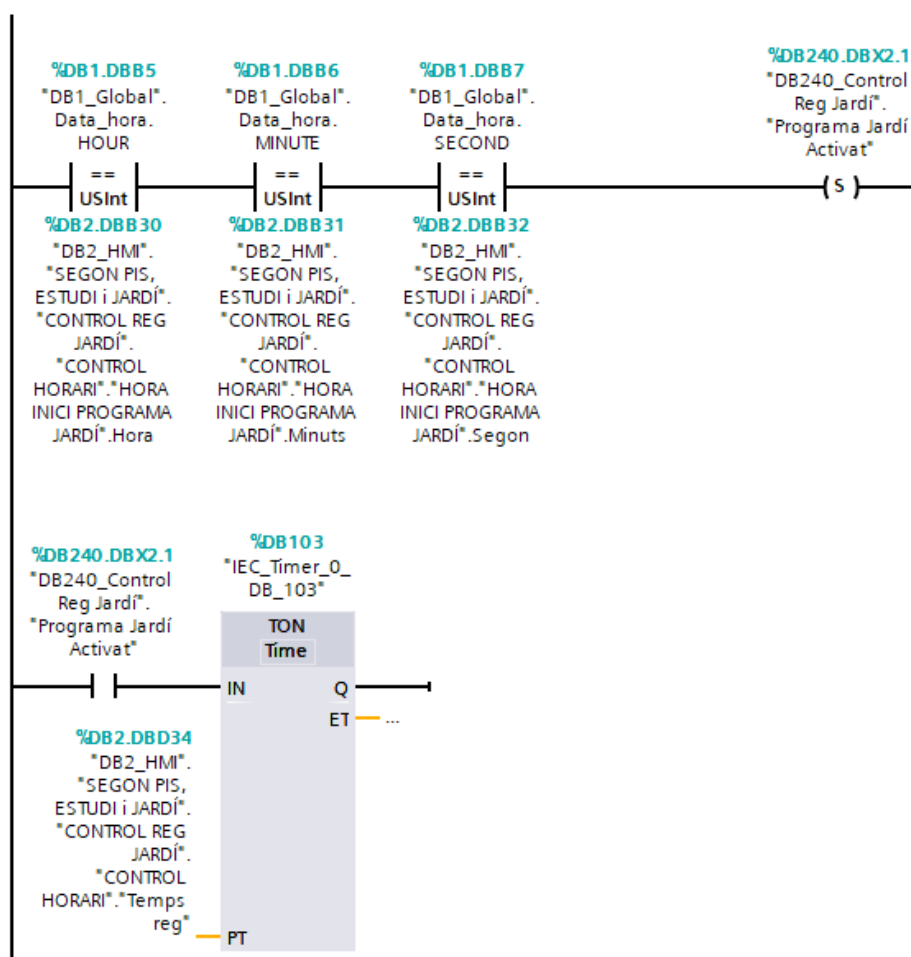 %DB1.DBB5
"DB1_Global".
Data_hora.
HOUR
==
USInt
%DB2.DBB30
"DB2_HMI".
"SEGON PIS,
ESTUDI i JARDÍ".
"CONTROL REG
JARDÍ".
"CONTROL
HORARI"."HORA
INICI PROGRAMA
JARDÍ".Hora
%DB1.DBB6
"DB1_Global".
Data_hora.
MINUTE
==
USInt
%DB2.DBB31
"DB2_HMI".
"SEGON PIS,
ESTUDI i JARDÍ".
"CONTROL REG
JARDÍ".
"CONTROL
HORARI"."HORA
INICI PROGRAMA
JARDÍ".Minuts
%DB1.DBB7
"DB1_Global".
Data_hora.
SECOND
==
USInt
%DB2.DBB32
"DB2_HMI".
"SEGON PIS,
ESTUDI i JARDÍ".
"CONTROL REG
JARDÍ".
"CONTROL
HORARI"."HORA
INICI PROGRAMA
JARDÍ".Segon
%DB240.DBX2.1
"DB240_Control
Reg Jardí".
"Programa Jardí
Activat"
S
%DB240.DBX2.1
"DB240_Control
Reg Jardí".
"Programa Jardí
Activat"
%DB103
"IEC_Timer_0_
DB_103"
TON
Time
IN
Q
ET
...
%DB2.DBD34
"DB2_HMI".
"SEGON PIS,
ESTUDI i JARDÍ".
"CONTROL REG
JARDÍ".
"CONTROL
HORARI"."Temps
reg"
PT